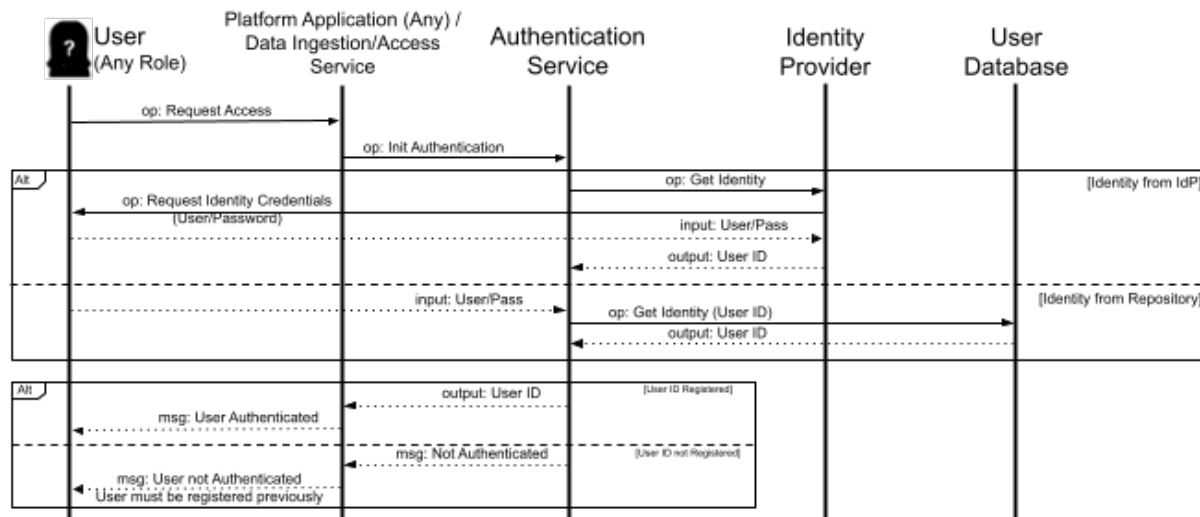 ?
User
(Any Role)
Platform Application (Any) /
Data Ingestion/Access
Service
Authentication
Service
Identity
Provider
User
Database
op: Request Access
op: Init Authentication
Alt
op: Get Identity
[Identity from IdP]
op: Request Identity Credentials
(User/Password)
input: User/Pass
output: User ID
input: User/Pass
[Identity from Repository]
op: Get Identity (User ID)
output: User ID
Alt
output: User ID
[User ID Registered]
msg: User Authenticated
msg: Not Authenticated
[User ID not Registered]
msg: User not Authenticated
User must be registered previously